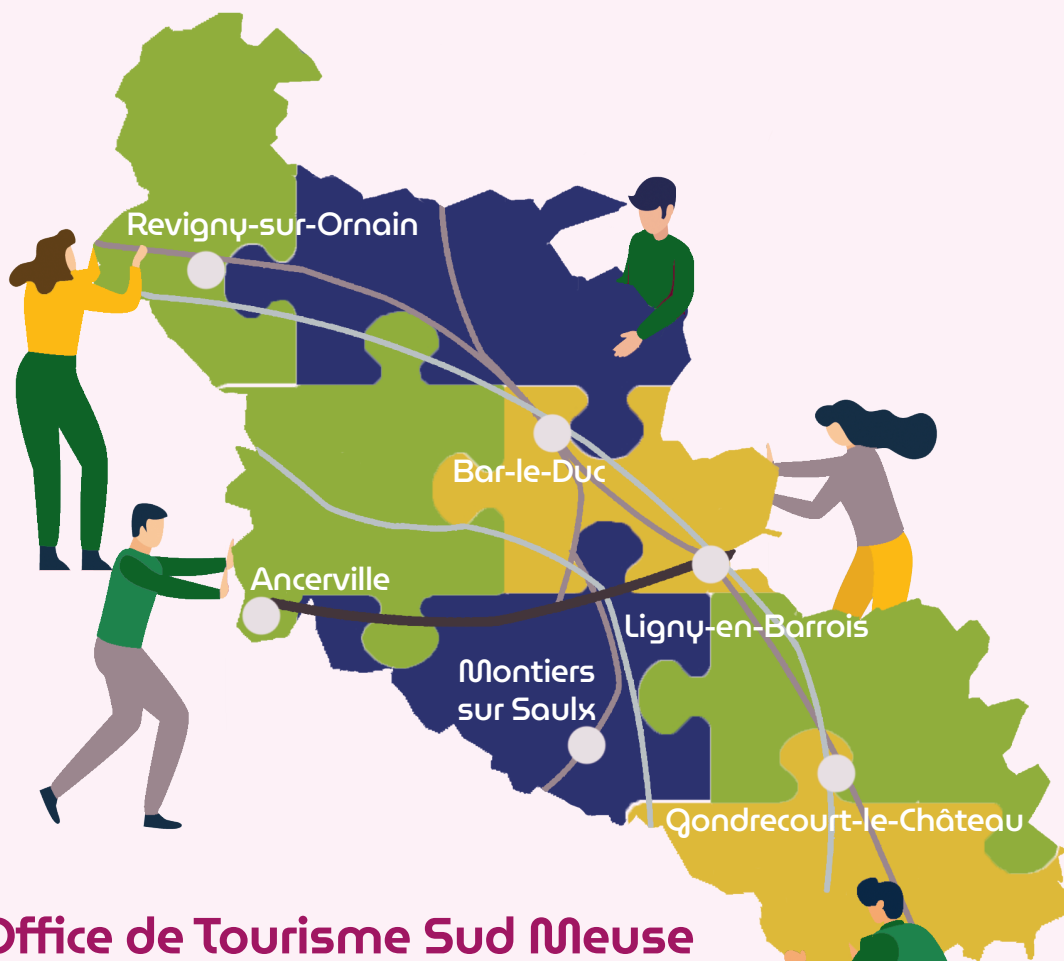 Revigny-sur-Ornain
Bar-le-Duc
Ancerville
Ligny-en-Barrois
Montiers
sur Saulx
Gondrecourt-le-Château
Office de Tourisme Sud Meuse